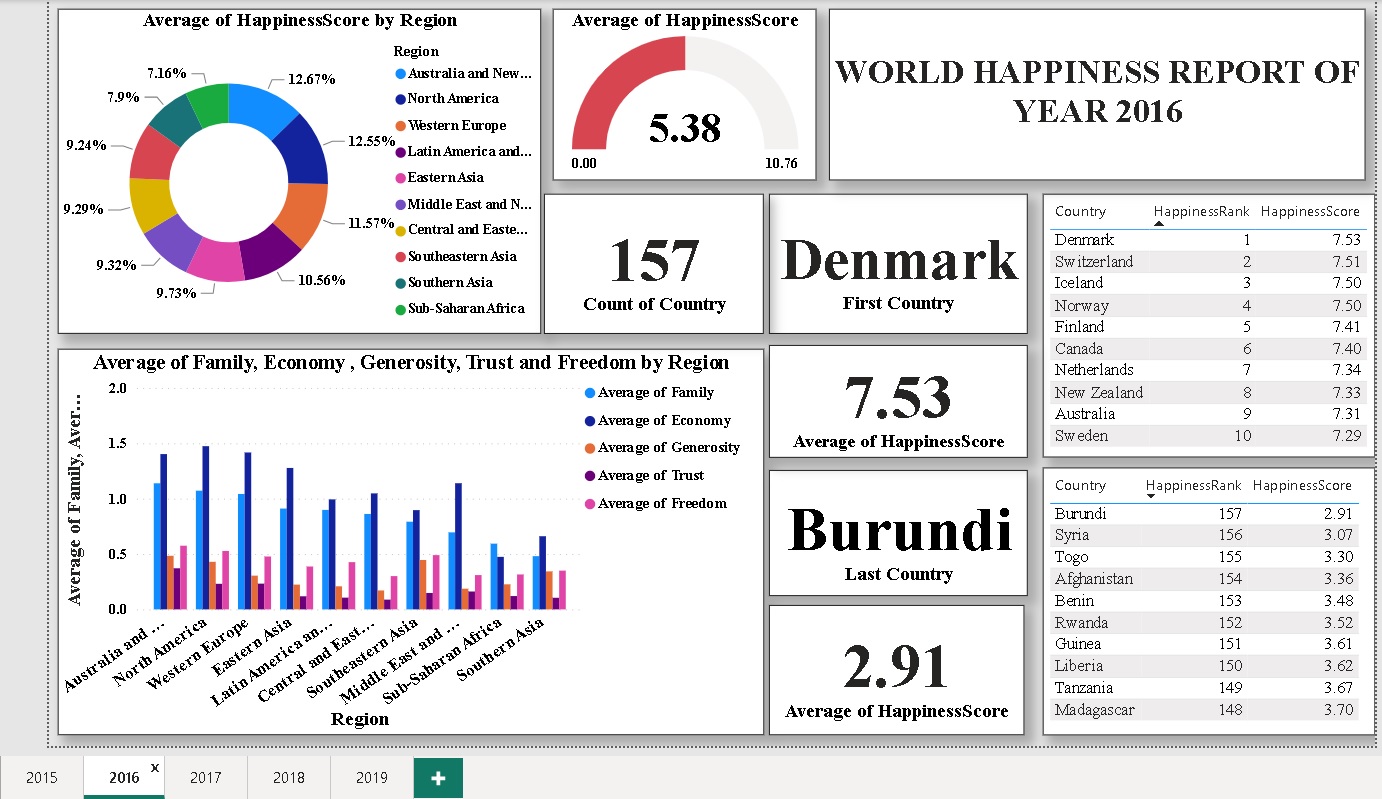 Average of HappinessScore by Region
7.16%
12.67%
7.9%
9.24%
12.55%
9.29%
11.57%
9.32%
10.56%
9.73%
Region
Australia and New...
North America
Western Europe
Latin America and...
Eastern Asia
Middle East and N...
Central and Easte...
Southeastern Asia
Southern Asia
Sub-Saharan Africa
Average of HappinessScore
5.38
0.00 10.76
WORLD HAPPINESS REPORT OF
YEAR 2016
157
Count of Country
Denmark
First Country
Country HappinessRank HappinessScore
Denmark 1 7.53
Switzerland 2 7.51
Iceland 3 7.50
Norway 4 7.50
Finland 5 7.41
Canada 6 7.40
Netherlands 7 7.34
New Zealand 8 7.33
Australia 9 7.31
Sweden 10 7.29
Average of Family, Economy , Generosity, Trust and Freedom by Region
Average of Family, Aver...
2.0
1.5
1.0
0.5
0.0
Australia and ...
North America
Western Europe
Eastern Asia
Latin America an...
Central and East...
Southeastern Asia
Middle East and ...
Sub-Saharan Africa
Southern Asia
Region
Average of Family
Average of Economy
Average of Generosity
Average of Trust
Average of Freedom
7.53
Average of HappinessScore
Burundi
Last Country
2.91
Average of HappinessScore
Country HappinessRank HappinessScore
Burundi 157 2.91
Syria 156 3.07
Togo 155 3.30
Afghanistan 154 3.36
Benin 153 3.48
Rwanda 152 3.52
Guinea 151 3.61
Liberia 150 3.62
Tanzania 149 3.67
Madagascar 148 3.70
2015 2016 x 2017 2018 2019 +